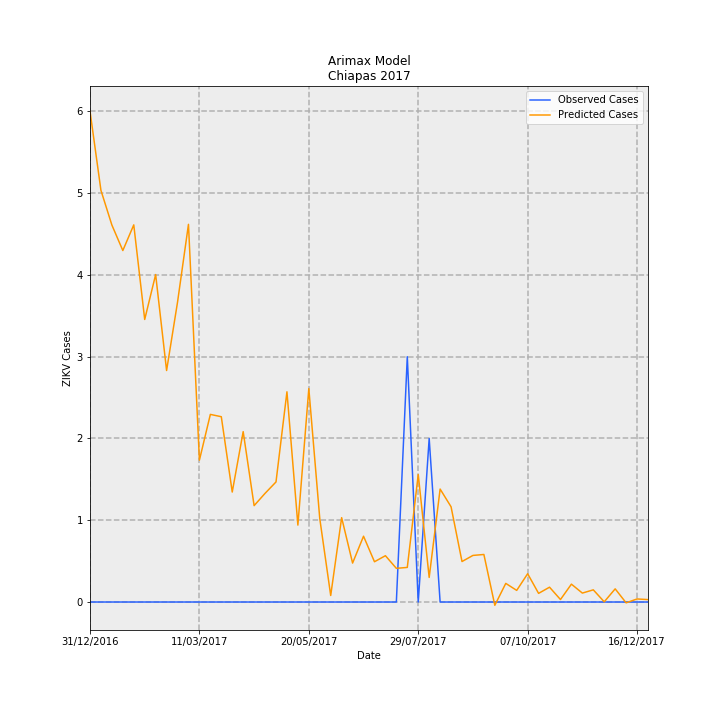 Arimax Model
Chiapas 2017
Observed Cases
Predicted Cases
ZIKV Cases
6
5
4
3
2
1
0
31/12/2016
11/03/2017
20/05/2017
29/07/2017
07/10/2017
16/12/2017
Date